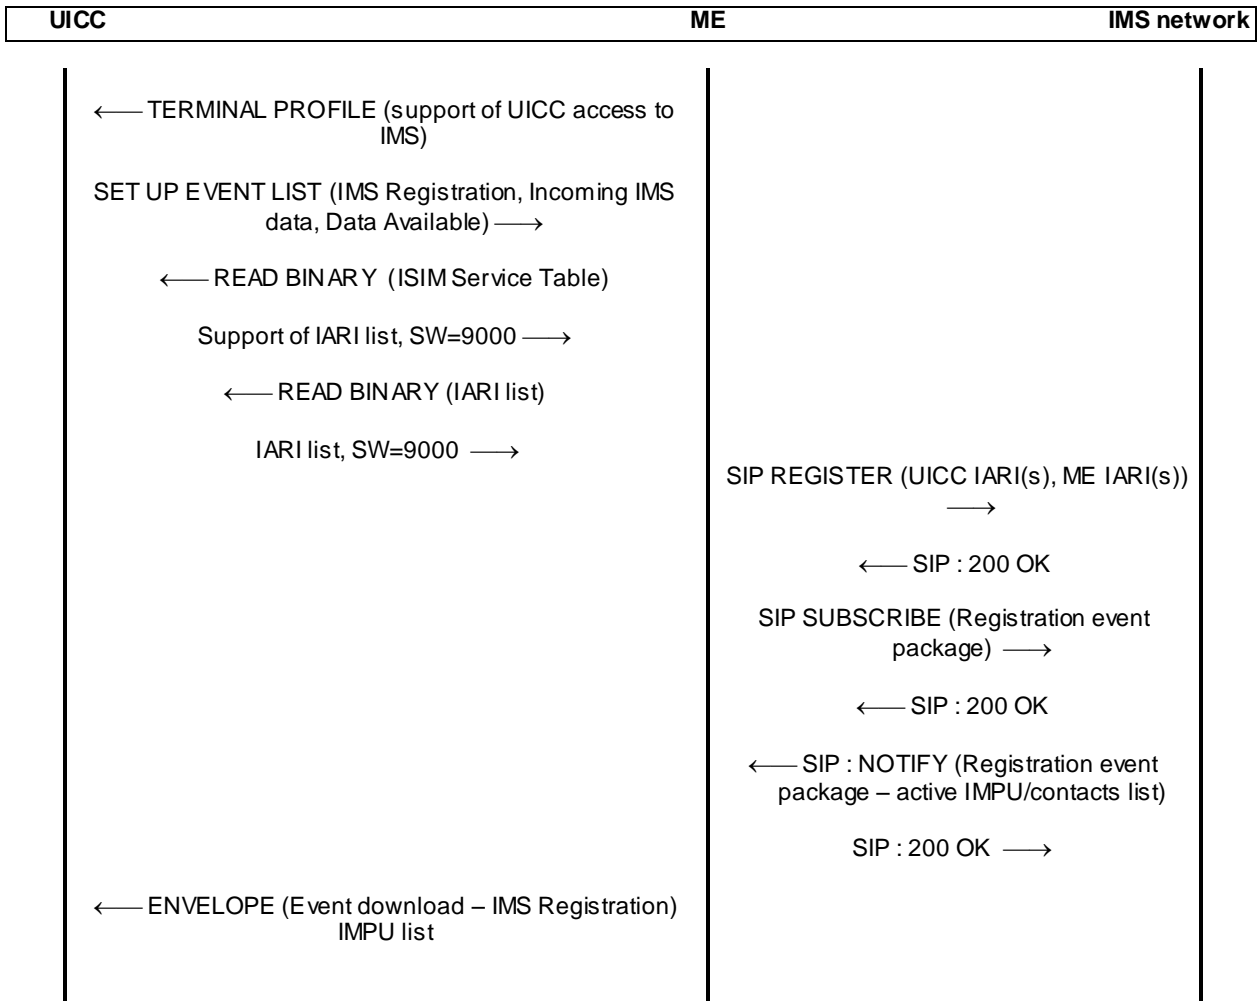 UICC ME IMS network
← TERMINAL PROFILE (support of UICC access to
IMS)
SET UP EVENT LIST (IMS Registration, Incoming IMS
data, Data Available) →
← READ BINARY (ISIM Service Table)
Support of IARI list, SW=9000 →
← READ BINARY (IARI list)
IARI list, SW=9000 →
SIP REGISTER (UICC IARI(s), ME IARI(s))
→
← SIP : 200 OK
SIP SUBSCRIBE (Registration event
package) →
← SIP : 200 OK
← SIP : NOTIFY (Registration event
package – active IMPU/contacts list)
SIP : 200 OK →
← ENVELOPE (Event download – IMS Registration)
IMPU list